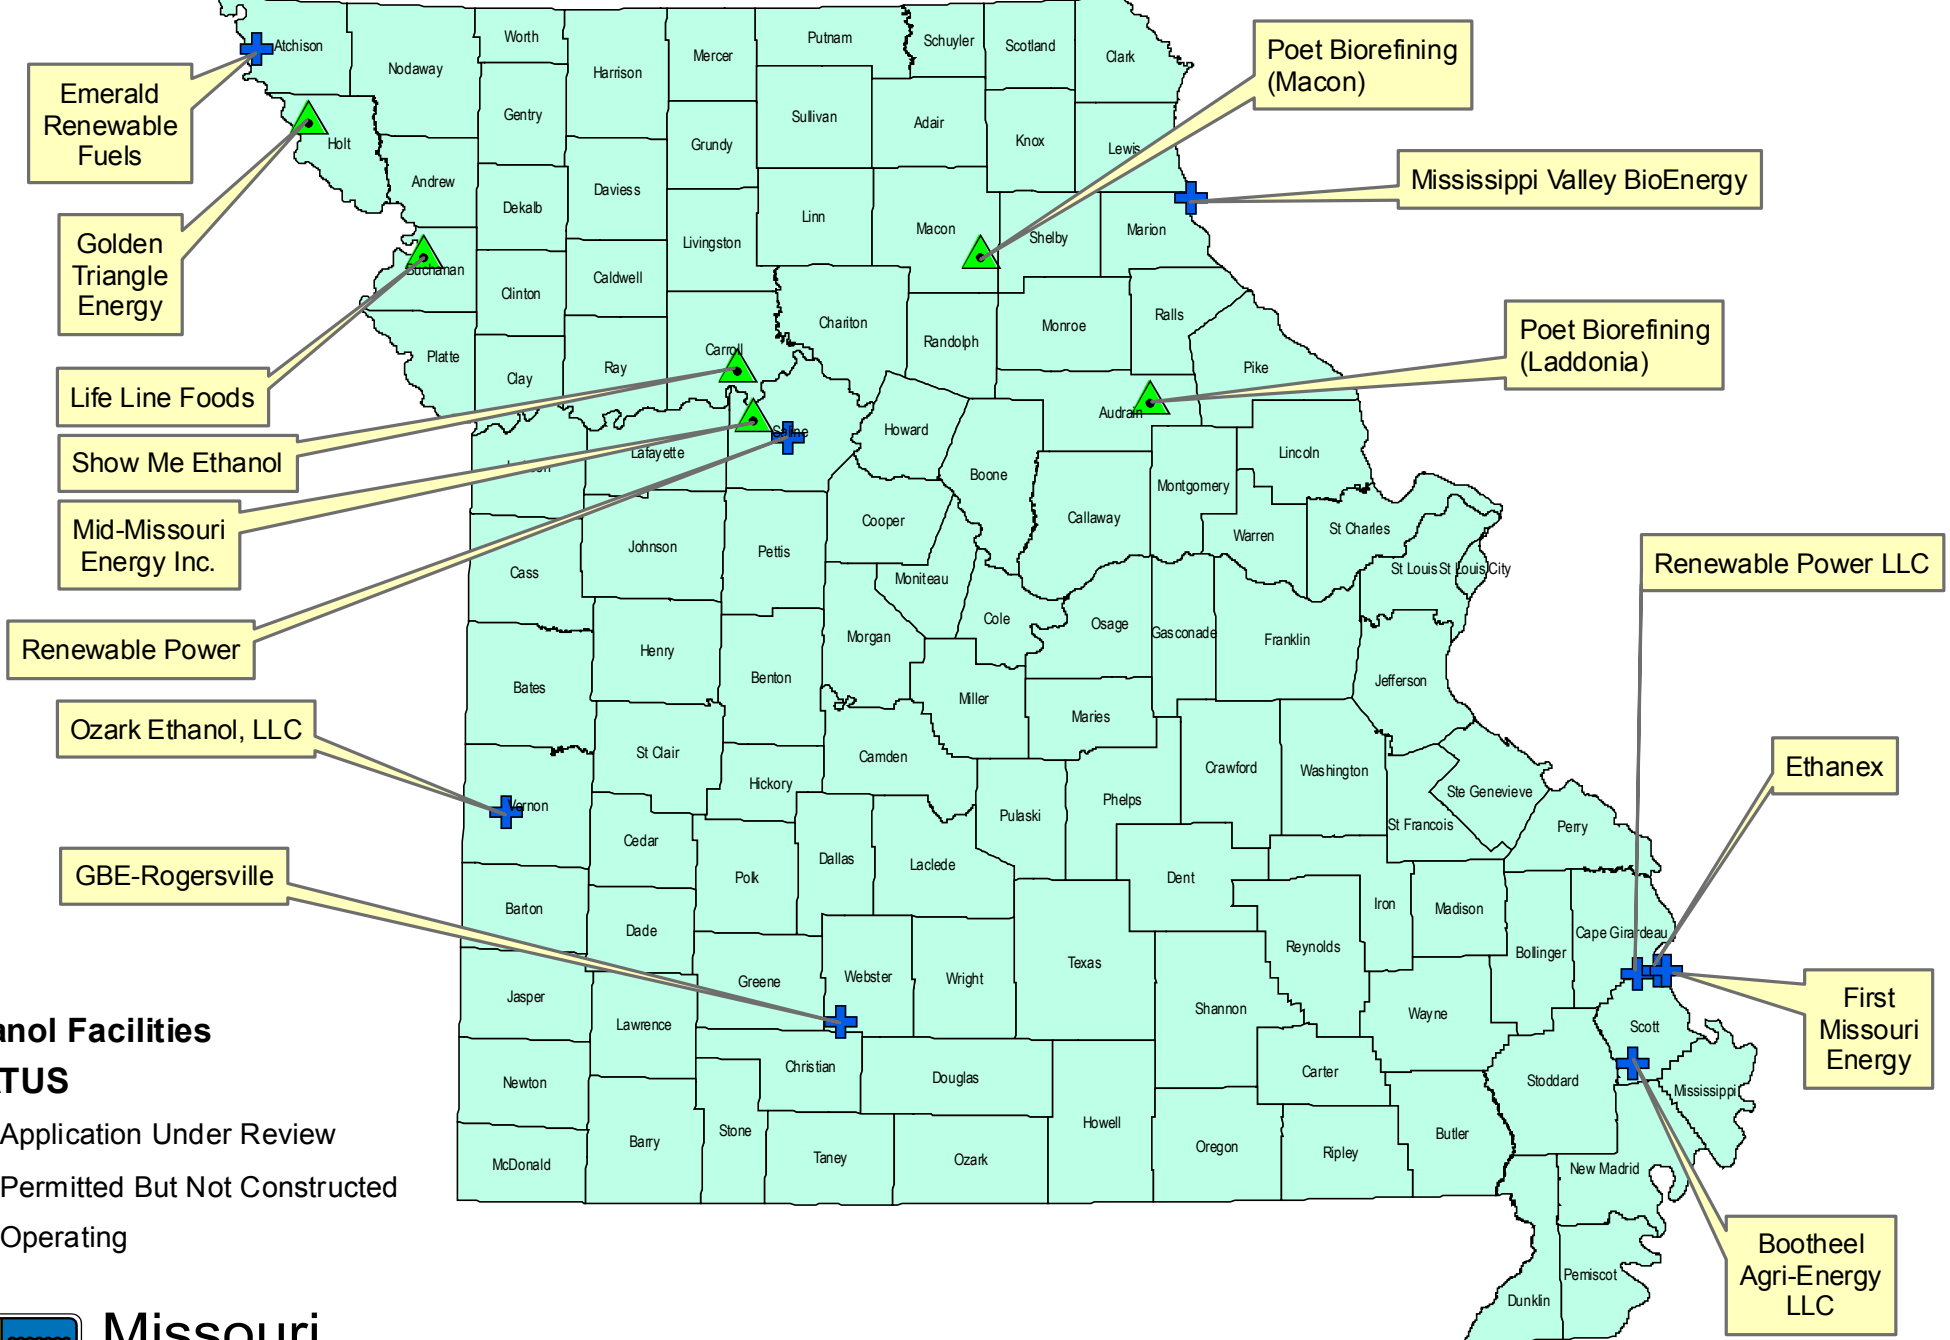 Emerald
Renewable
Fuels
Golden
Triangle
Energy
Life Line Foods
Show Me Ethanol
Mid-Missouri
Energy Inc.
Renewable Power
Ozark Ethanol, LLC
GBE-Rogersville
Poet Biorefining
(Macon)
Mississippi Valley BioEnergy
Poet Biorefining
(Laddonia)
Renewable Power LLC
Ethanex
First
Missouri
Energy
Bootheel
Agri-Energy
LLC
Atchison
Nodaway
Worth
Harrison
Mercer
Putnam
Schuyler
Scotland
Clark
Gentry
Sullivan
Adair
Knox
Lewis
Holt
Andrew
Grundy
Daviess
Dekalb
Linn
Macon
Shelby
Marion
Livingston
Buchanan
Clinton
Caldwell
Chariton
Randolph
Monroe
Ralls
Pike
Platte
Clay
Ray
Carroll
Audrain
Saline
Howard
Lafayette
Boone
Lincoln
Montgomery
Callaway
Warren
St Charles
Cooper
Johnson
Pettis
Cass
Moniteau
St Louis
St Louis City
Cole
Osage
Gasconade
Franklin
Morgan
Henry
Benton
Bates
Miller
Maries
Jefferson
St Clair
Camden
Crawford
Washington
Hickory
Ste Genevieve
Vernon
Pulaski
Phelps
St Francois
Perry
Cedar
Dallas
Laclede
Polk
Dent
Barton
Iron
Madison
Dade
Reynolds
Cape Girardeau
Bollinger
Texas
Greene
Webster
Wright
Jasper
Shannon
Wayne
Lawrence
Scott
Christian
Douglas
Carter
Newton
Stoddard
Mississippi
Howell
Stone
Barry
Oregon
Butler
Ripley
Taney
Ozark
McDonald
New Madrid
Pemiscot
Dunklin
anol Facilities
TUS
Application Under Review
Permitted But Not Constructed
Operating
Missouri